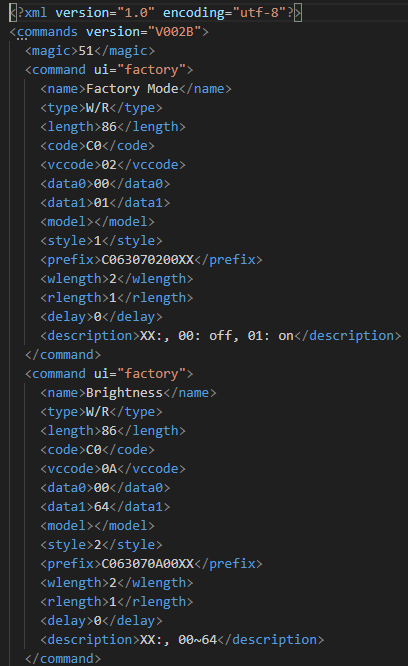 <?xml version="1.0" encoding="utf-8"?>
<commands version="V002B">
<magic>51</magic>
<command ui="factory">
<name>Factory Mode</name>
<type>W/R</type>
<length>86</length>
<code>C0</code>
<vccode>02</vccode>
<data0>00</data0>
<data1>01</data1>
<model></model>
<style>1</style>
<prefix>C063070200XX</prefix>
<wlength>2</wlength>
<rlength>1</rlength>
<delay>0</delay>
<description>XX:, 00: off, 01: on</description>
</command>
<command ui="factory">
<name>Brightness</name>
<type>W/R</type>
<length>86</length>
<code>C0</code>
<vccode>0A</vccode>
<data0>00</data0>
<data1>64</data1>
<model></model>
<style>2</style>
<prefix>C063070A00XX</prefix>
<wlength>2</wlength>
<rlength>1</rlength>
<delay>0</delay>
<description>XX:, 00~64</description>
</command>